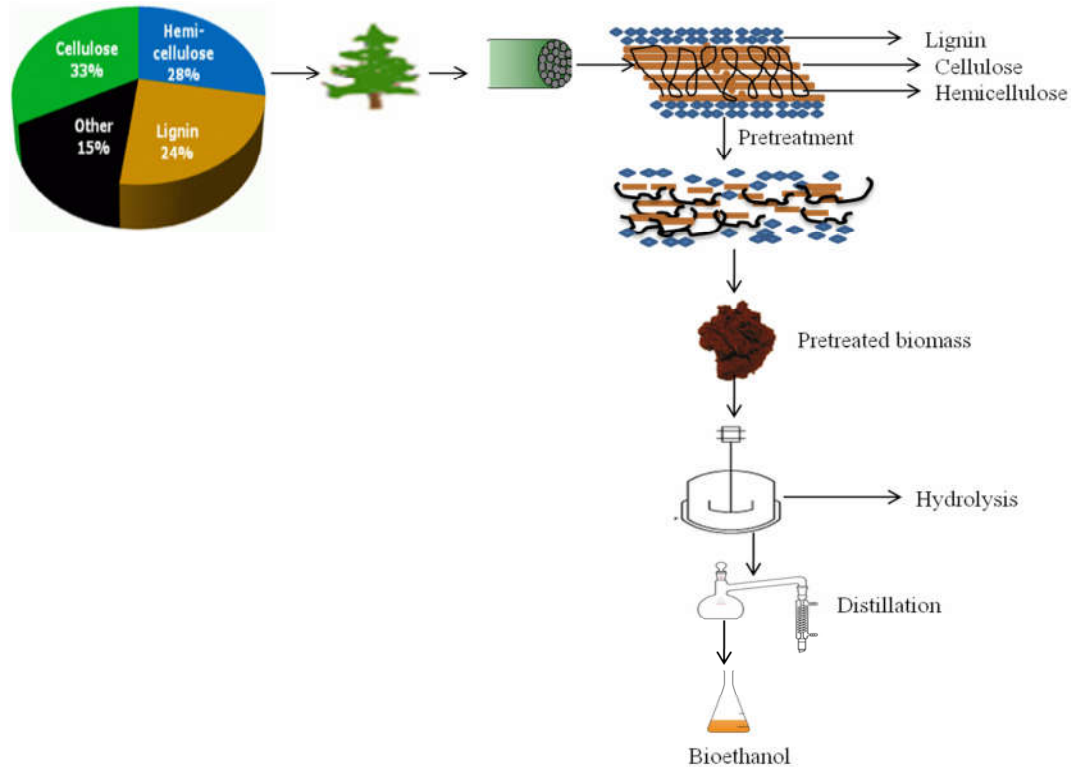 Cellulose
33%
Hemi-
cellulose
28%
Other
15%
Lignin
24%
Lignin
Cellulose
Hemicellulose
Pretreatment
Pretreated biomass
Hydrolysis
Distillation
Bioethanol